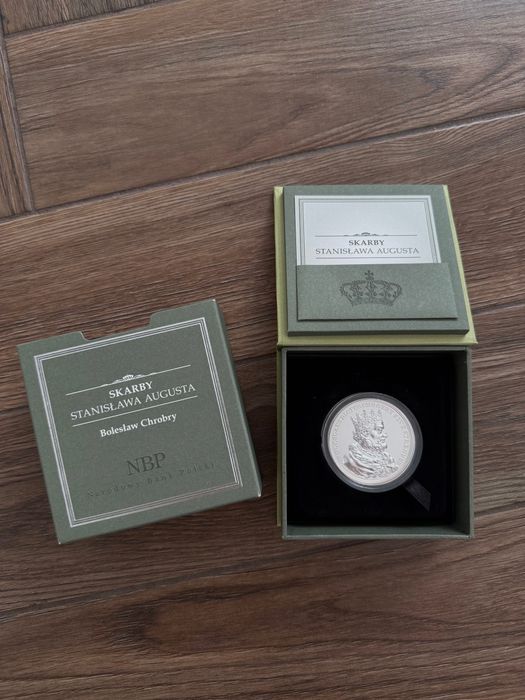 SKARBY
STANISŁAWA AUGUSTA
SKARBY
STANISŁAWA AUGUSTA
Bolesław Chrobry
NBP
Narodowy Bank Polski